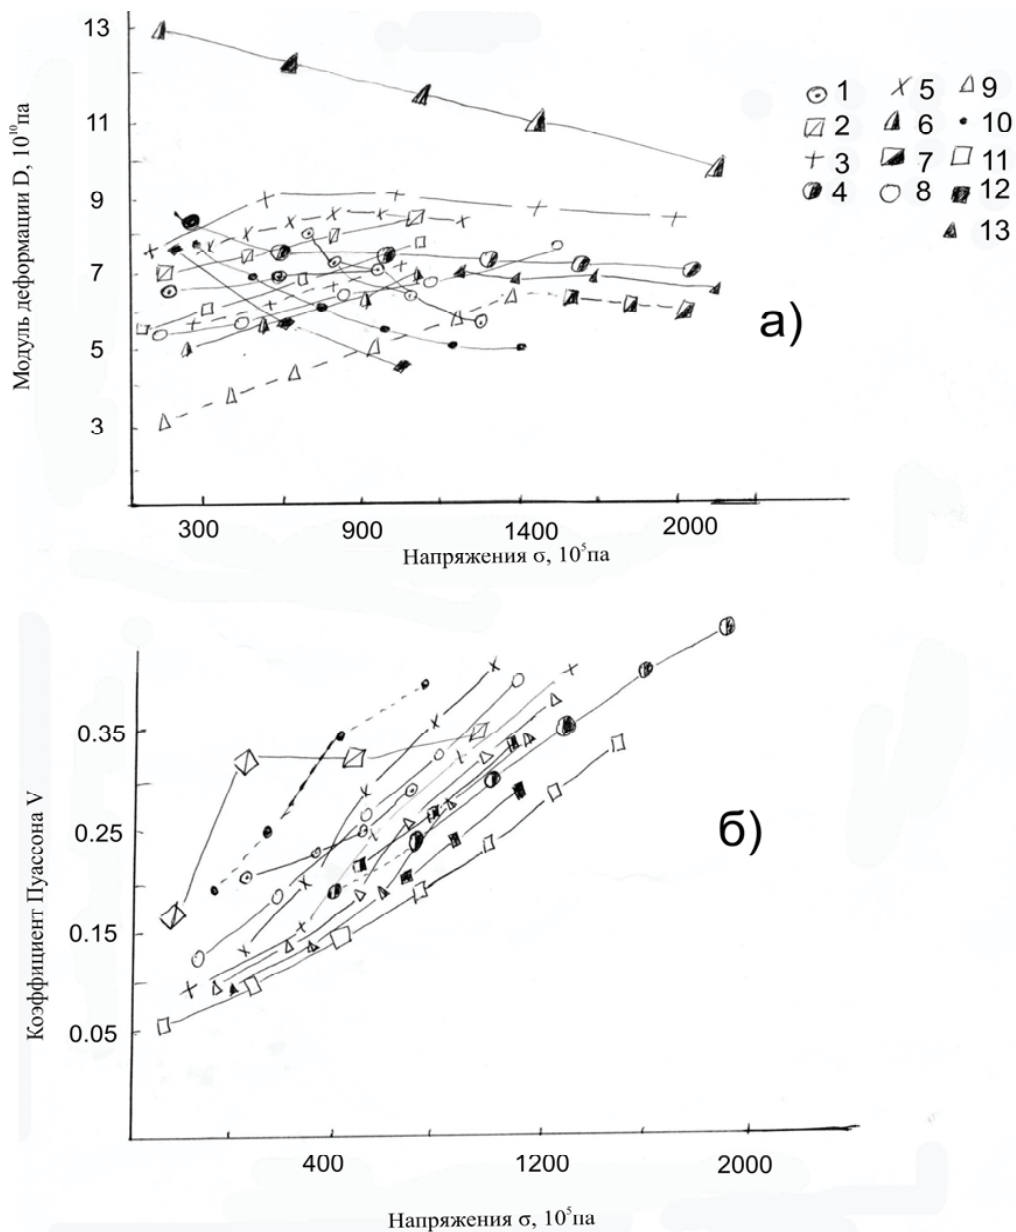 13
11
9
7
5
3
Модуль деформации D, 10¹⁰па
300 900 1400 2000
Напряжения σ, 10⁵па
1 5 9
2 6 10
3 7 11
4 8 12
13
а)
0.35
0.25
0.15
0.05
Коэффициент Пуассона V
400 1200 2000
Напряжения σ, 10⁵па
б)